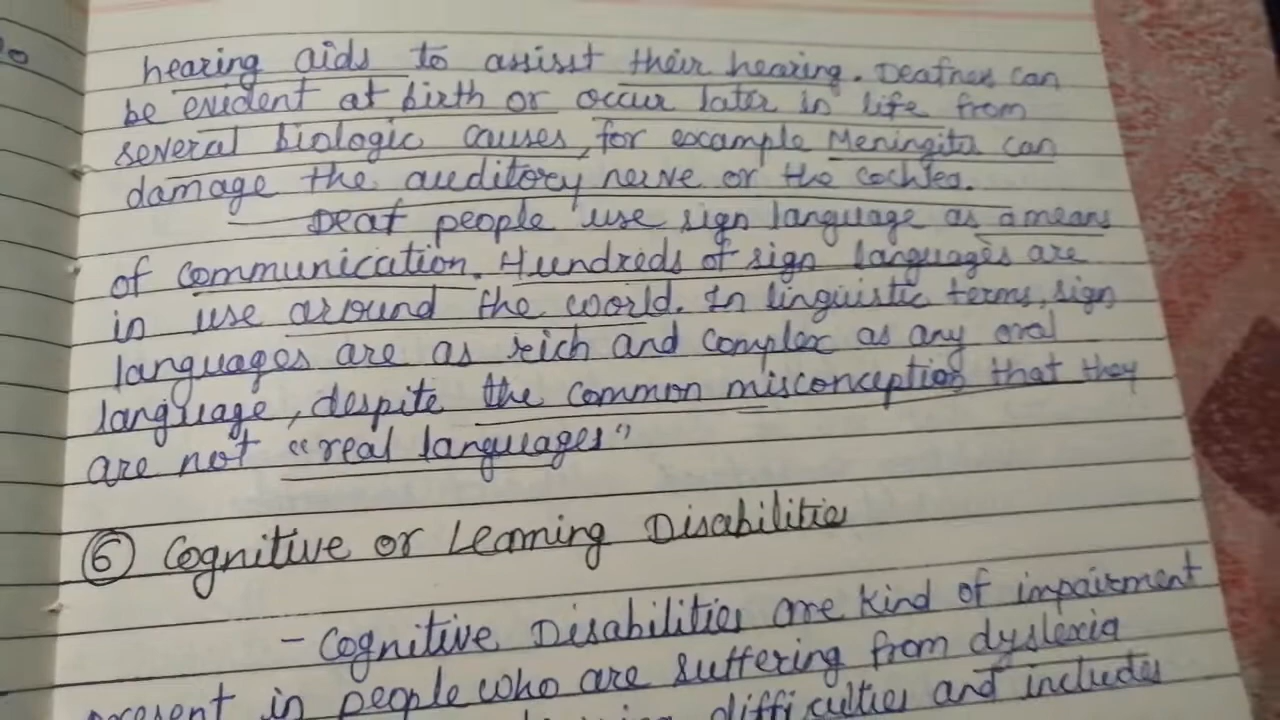 hearing aids to assisst their hearing. Deafness can
be evident at birth or occur later in life from
several biologic causes, for example Meningitis can
damage the auditory nerve or the cochlea.
Deaf people use sign language as a means
of communication. Hundreds of sign languages are
in use around the world. In linguistic terms, sign
languages are as rich and complex as any oral
language, despite the common misconception that they
are not "real languages"
⑥ Cognitive or Learning Disabilities
- Cognitive Disabilities are kind of impairment
present in people who are suffering from dyslexia
difficulties and includes